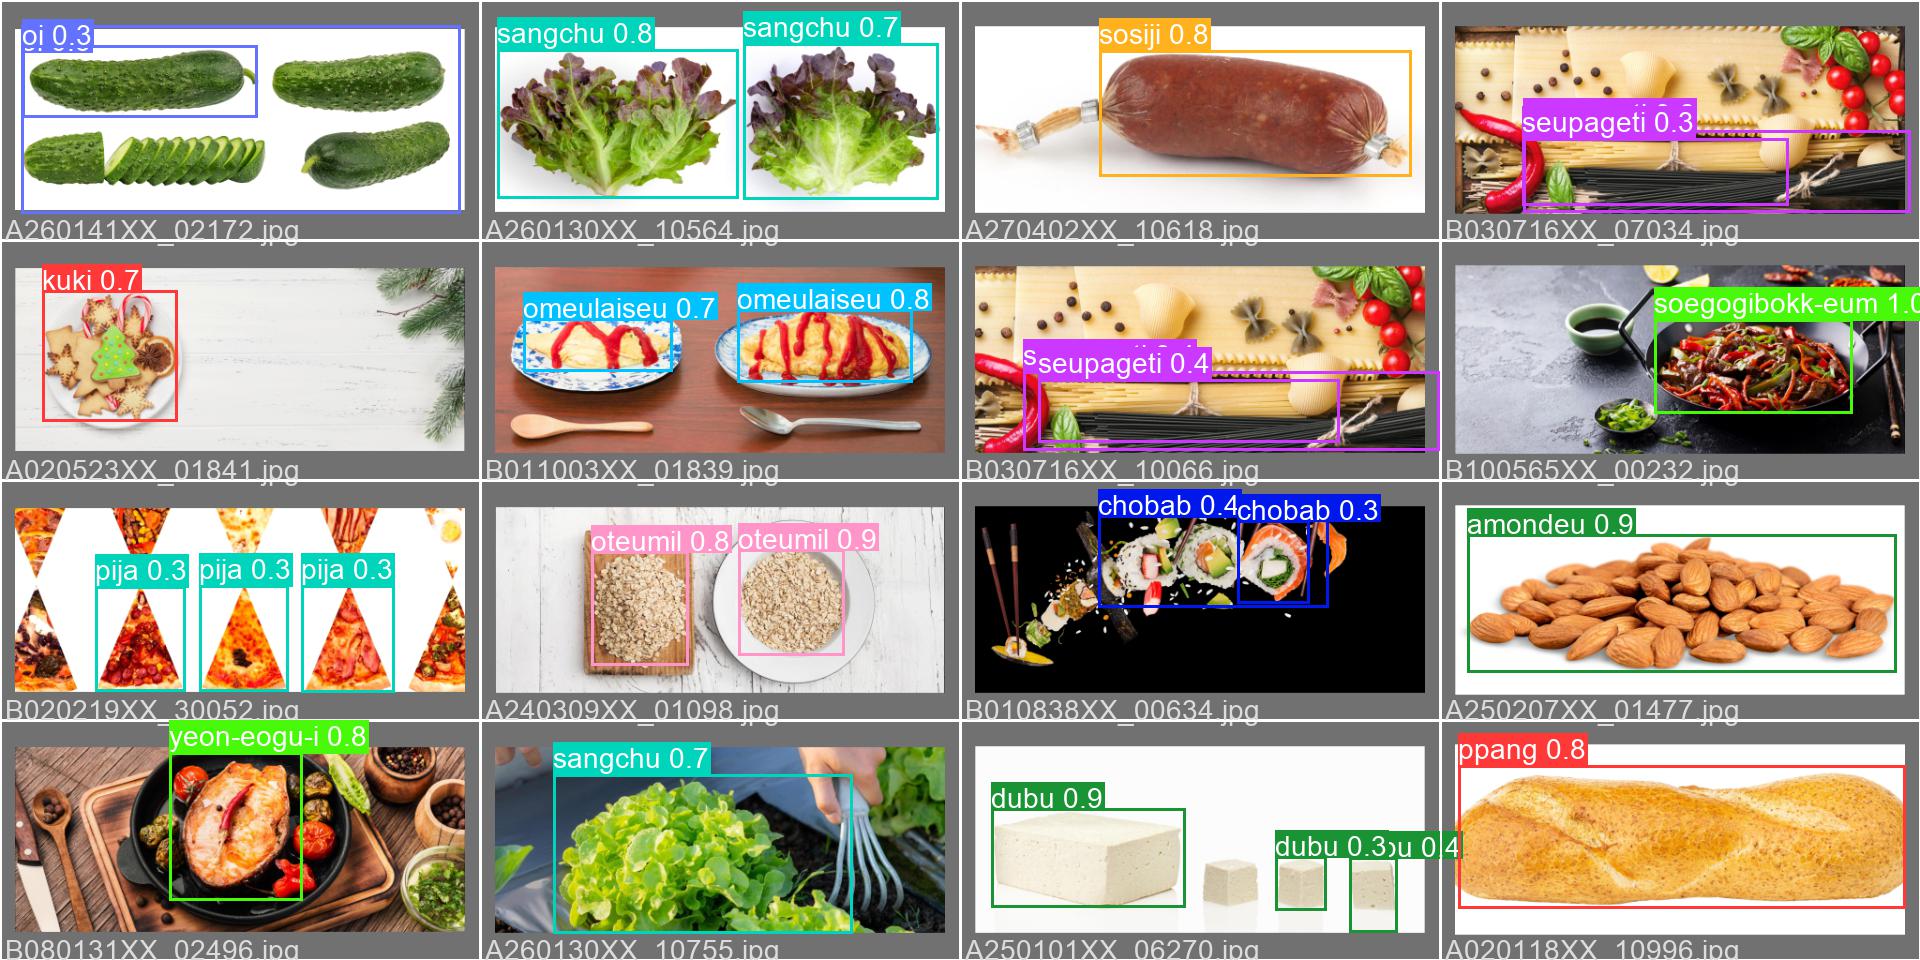 oi 0.3
sangchu 0.8
sangchu 0.7
sosiji 0.8
seupageti 0.3
A260141XX_02172.jpg
A260130XX_10564.jpg
A270402XX_10618.jpg
B030716XX_07034.jpg
kuki 0.7
omeulaiseu 0.7
omeulaiseu 0.8
seupageti 0.4
soegogibokk-eum 1.0
A020523XX_01841.jpg
B011003XX_01839.jpg
B030716XX_10066.jpg
B100565XX_00232.jpg
pija 0.3
pija 0.3
pija 0.3
oteumil 0.8
oteumil 0.9
chobab 0.4
chobab 0.3
amondeu 0.9
B020219XX_30052.jpg
A240309XX_01098.jpg
B010838XX_00634.jpg
A250207XX_01477.jpg
yeon-eogu-i 0.8
sangchu 0.7
dubu 0.9
dubu 0.3
0.4
ppang 0.8
B080131XX_02496.jpg
A260130XX_10755.jpg
A250101XX_06270.jpg
A020118XX_10996.jpg